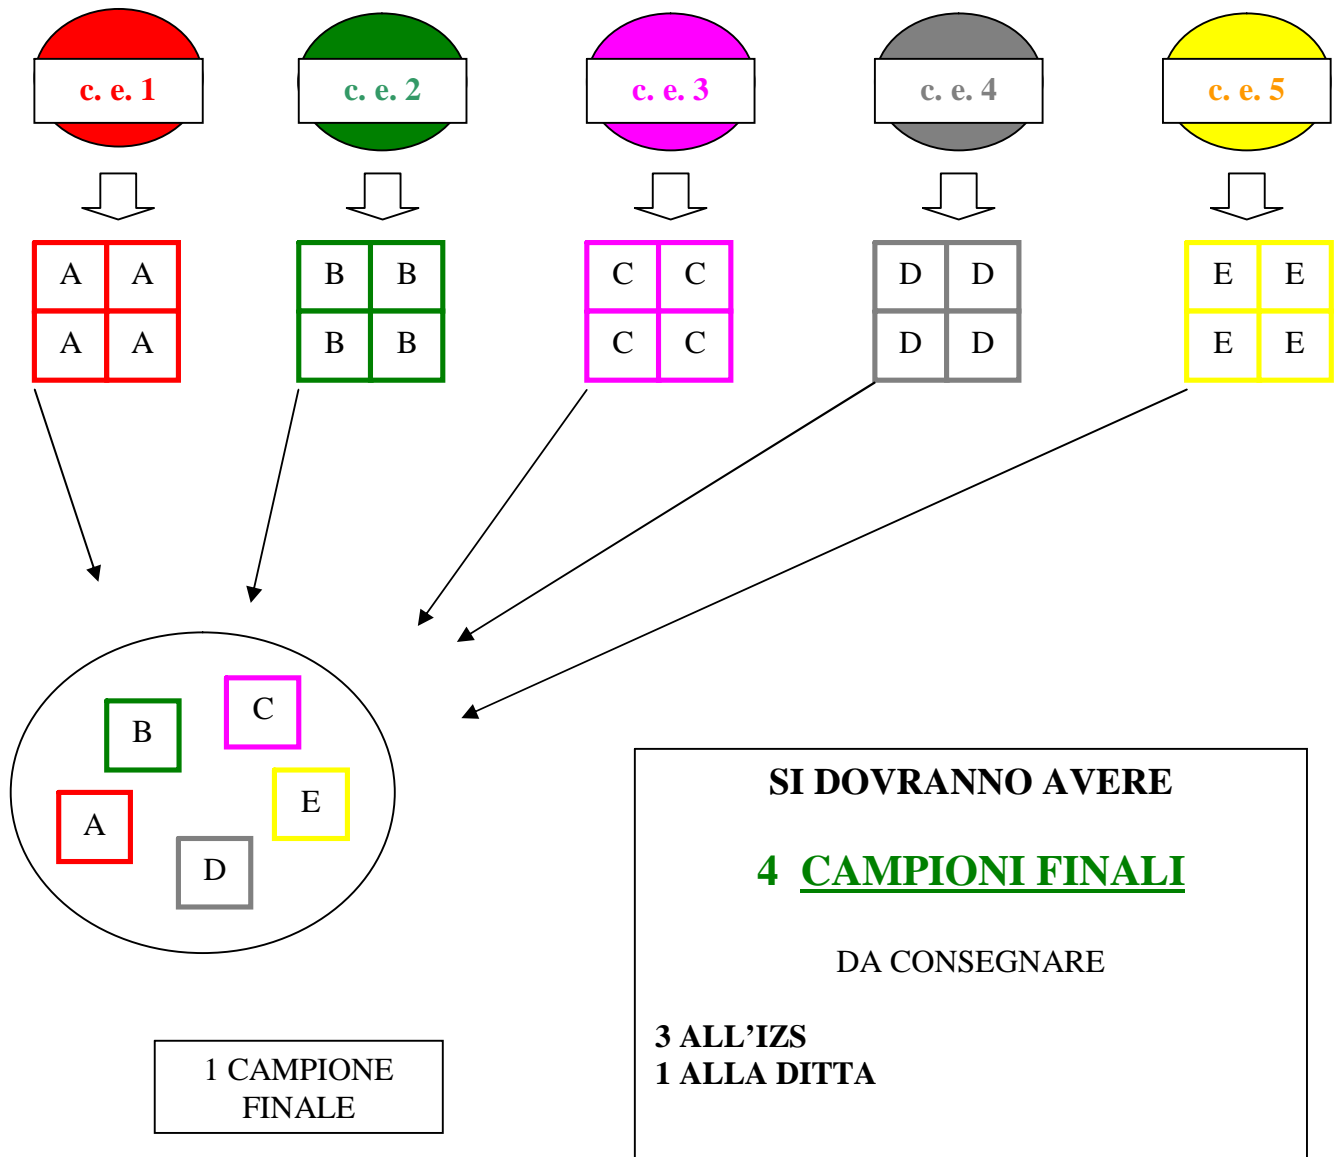 c. e. 1 c. e. 2 c. e. 3 c. e. 4 c. e. 5
A A B B C C D D E E
A A B B C C D D E E
C
B
E
A
D
SI DOVRANNO AVERE
4 CAMPIONI FINALI
DA CONSEGNARE
3 ALL'IZS
1 ALLA DITTA
1 CAMPIONE
FINALE